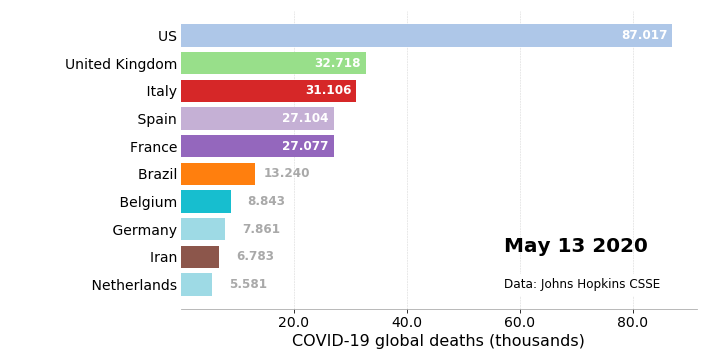 US 87.017
United Kingdom 32.718
Italy 31.106
Spain 27.104
France 27.077
Brazil 13.240
Belgium 8.843
Germany 7.861
Iran 6.783
Netherlands 5.581
May 13 2020
Data: Johns Hopkins CSSE
20.0 40.0 60.0 80.0
COVID-19 global deaths (thousands)